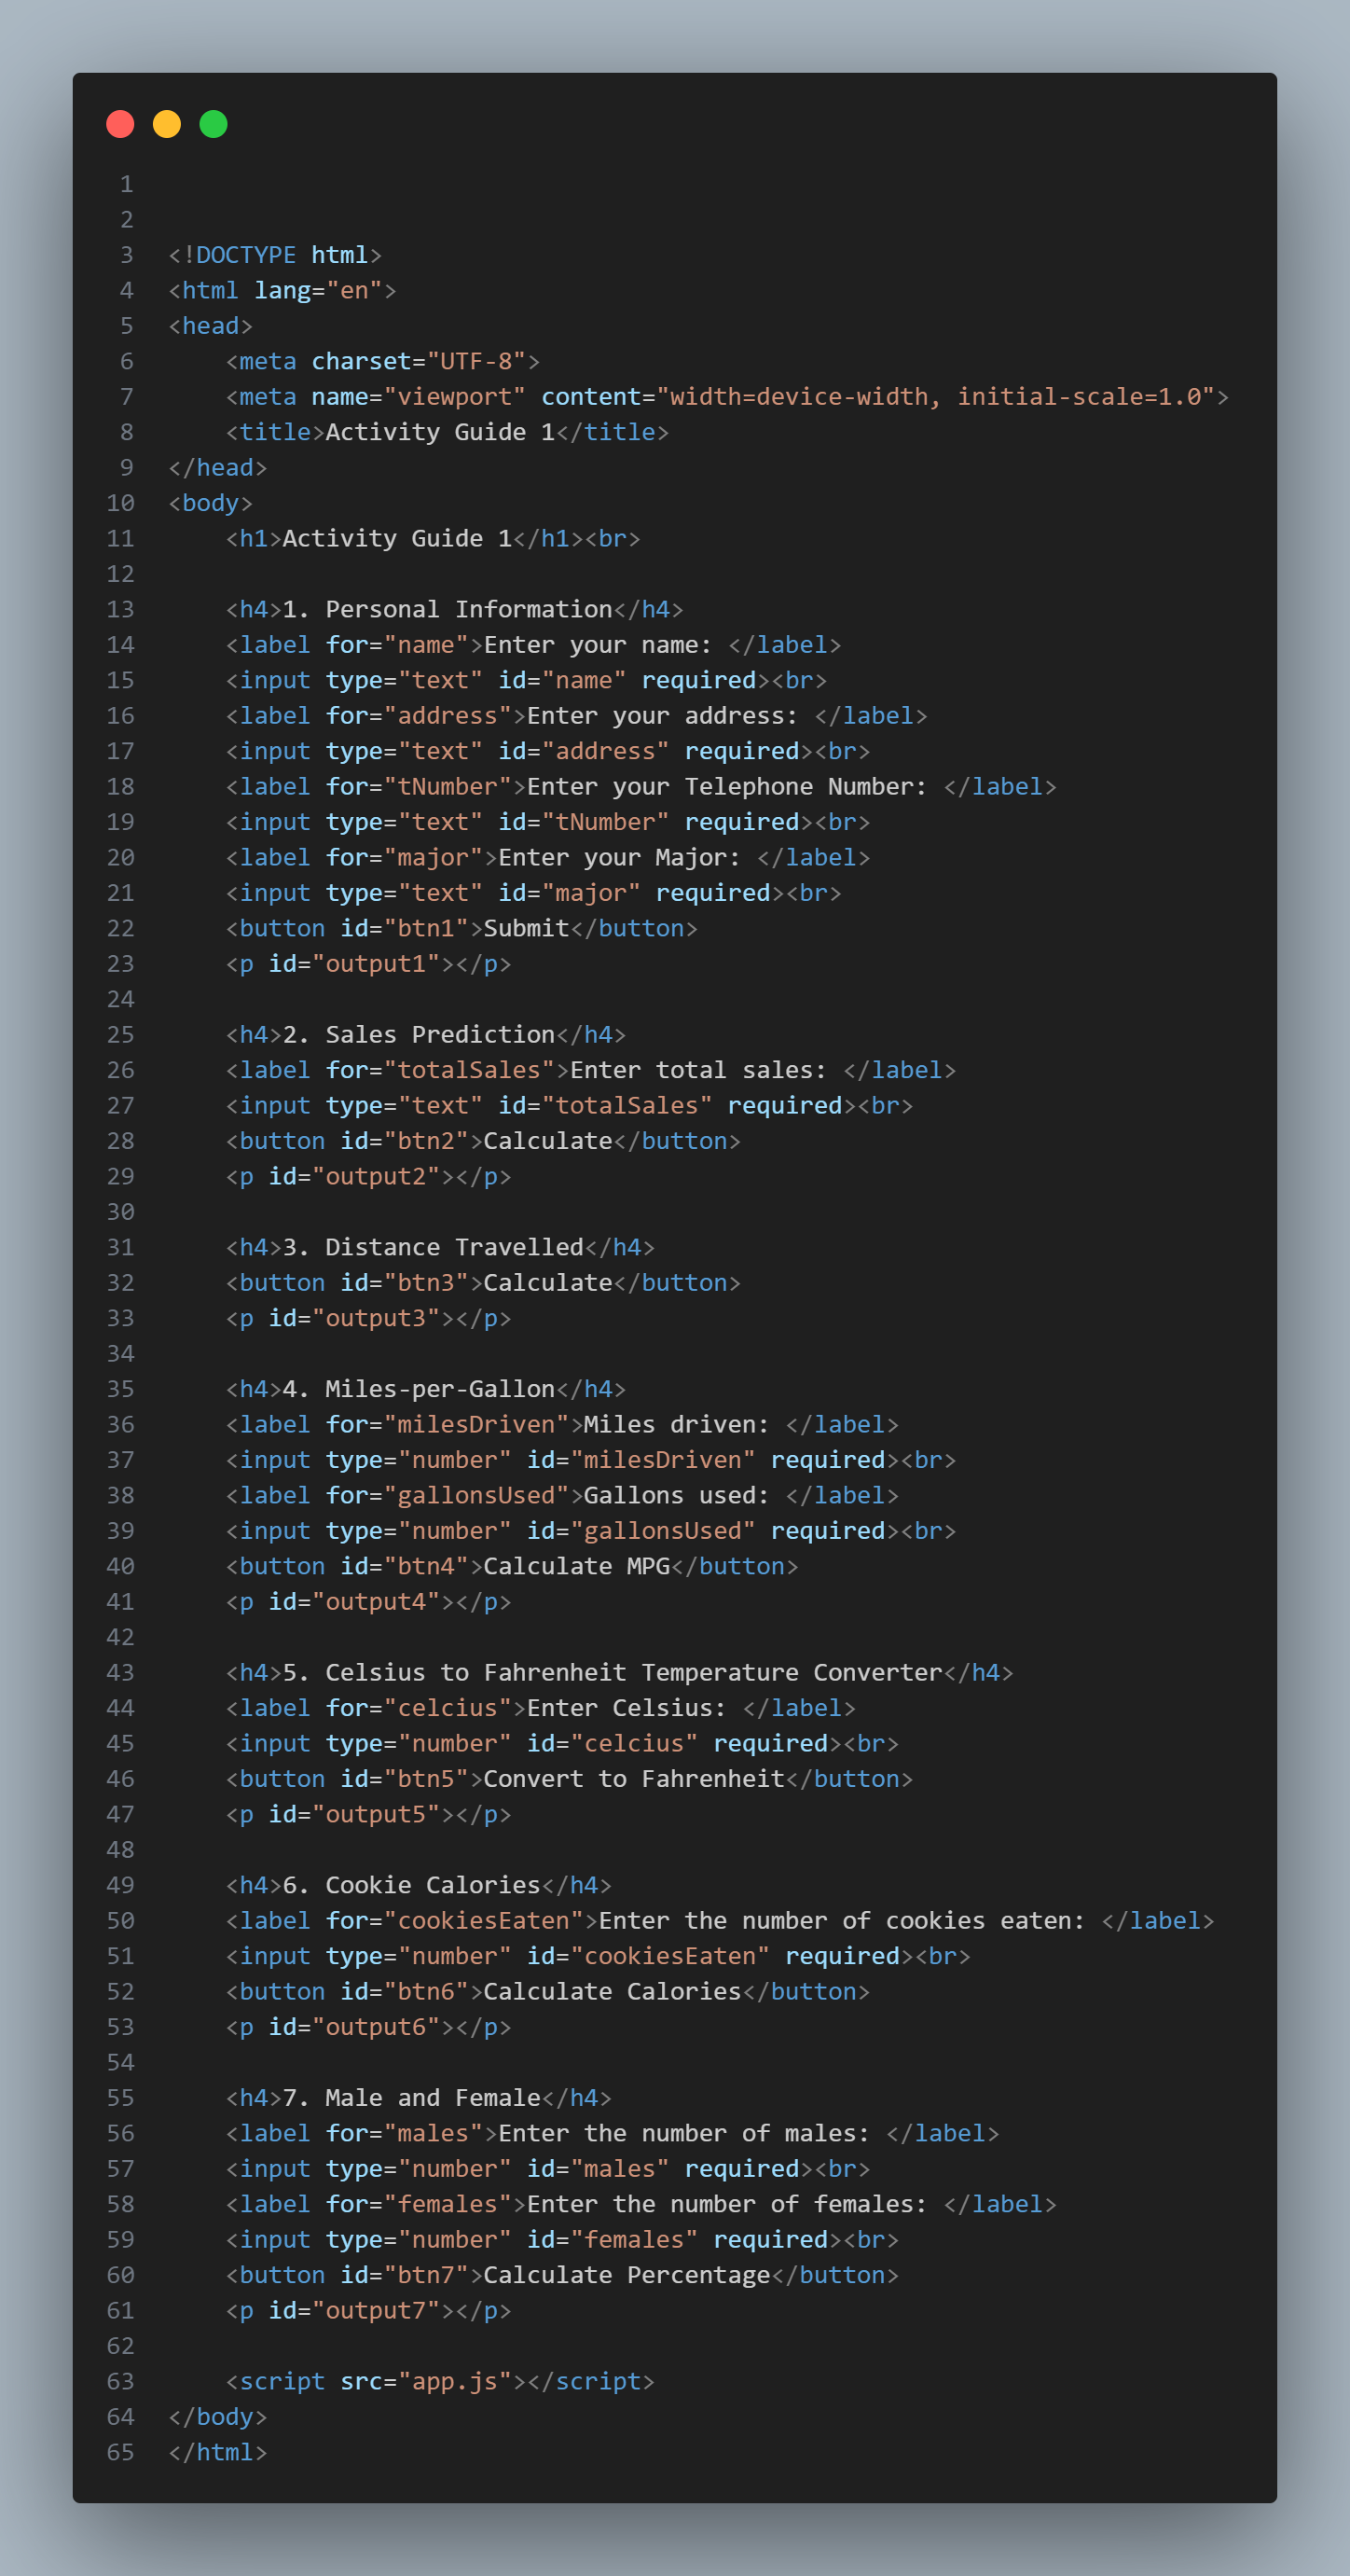 1
2
3 <!DOCTYPE html>
4 <html lang="en">
5 <head>
6     <meta charset="UTF-8">
7     <meta name="viewport" content="width=device-width, initial-scale=1.0">
8     <title>Activity Guide 1</title>
9 </head>
10 <body>
11     <h1>Activity Guide 1</h1><br>
12
13     <h4>1. Personal Information</h4>
14     <label for="name">Enter your name: </label>
15     <input type="text" id="name" required><br>
16     <label for="address">Enter your address: </label>
17     <input type="text" id="address" required><br>
18     <label for="tNumber">Enter your Telephone Number: </label>
19     <input type="text" id="tNumber" required><br>
20     <label for="major">Enter your Major: </label>
21     <input type="text" id="major" required><br>
22     <button id="btn1">Submit</button>
23     <p id="output1"></p>
24
25     <h4>2. Sales Prediction</h4>
26     <label for="totalSales">Enter total sales: </label>
27     <input type="text" id="totalSales" required><br>
28     <button id="btn2">Calculate</button>
29     <p id="output2"></p>
30
31     <h4>3. Distance Travelled</h4>
32     <button id="btn3">Calculate</button>
33     <p id="output3"></p>
34
35     <h4>4. Miles-per-Gallon</h4>
36     <label for="milesDriven">Miles driven: </label>
37     <input type="number" id="milesDriven" required><br>
38     <label for="gallonsUsed">Gallons used: </label>
39     <input type="number" id="gallonsUsed" required><br>
40     <button id="btn4">Calculate MPG</button>
41     <p id="output4"></p>
42
43     <h4>5. Celsius to Fahrenheit Temperature Converter</h4>
44     <label for="celcius">Enter Celsius: </label>
45     <input type="number" id="celcius" required><br>
46     <button id="btn5">Convert to Fahrenheit</button>
47     <p id="output5"></p>
48
49     <h4>6. Cookie Calories</h4>
50     <label for="cookiesEaten">Enter the number of cookies eaten: </label>
51     <input type="number" id="cookiesEaten" required><br>
52     <button id="btn6">Calculate Calories</button>
53     <p id="output6"></p>
54
55     <h4>7. Male and Female</h4>
56     <label for="males">Enter the number of males: </label>
57     <input type="number" id="males" required><br>
58     <label for="females">Enter the number of females: </label>
59     <input type="number" id="females" required><br>
60     <button id="btn7">Calculate Percentage</button>
61     <p id="output7"></p>
62
63     <script src="app.js"></script>
64 </body>
65 </html>